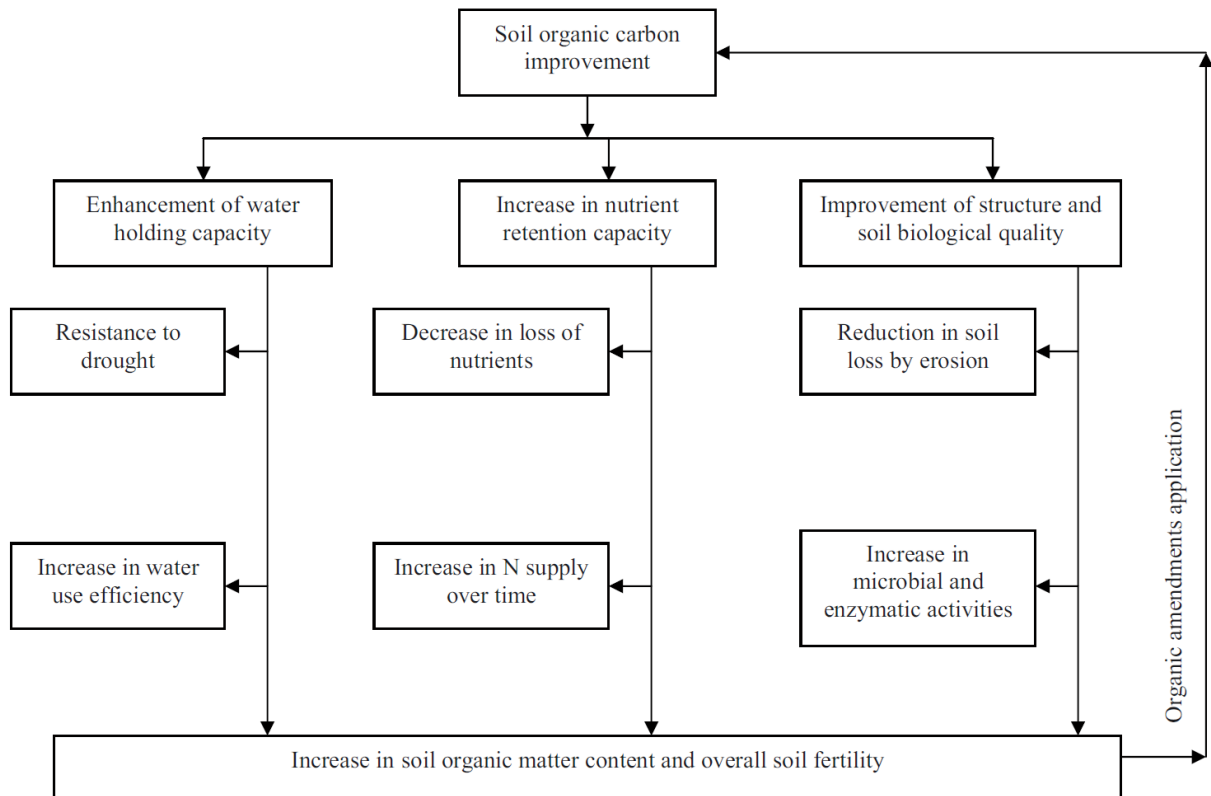 Soil organic carbon
improvement
Enhancement of water
holding capacity
Increase in nutrient
retention capacity
Improvement of structure and
soil biological quality
Resistance to
drought
Decrease in loss of
nutrients
Reduction in soil
loss by erosion
Increase in water
use efficiency
Increase in N supply
over time
Increase in
microbial and
enzymatic activities
Organic amendments application
Increase in soil organic matter content and overall soil fertility